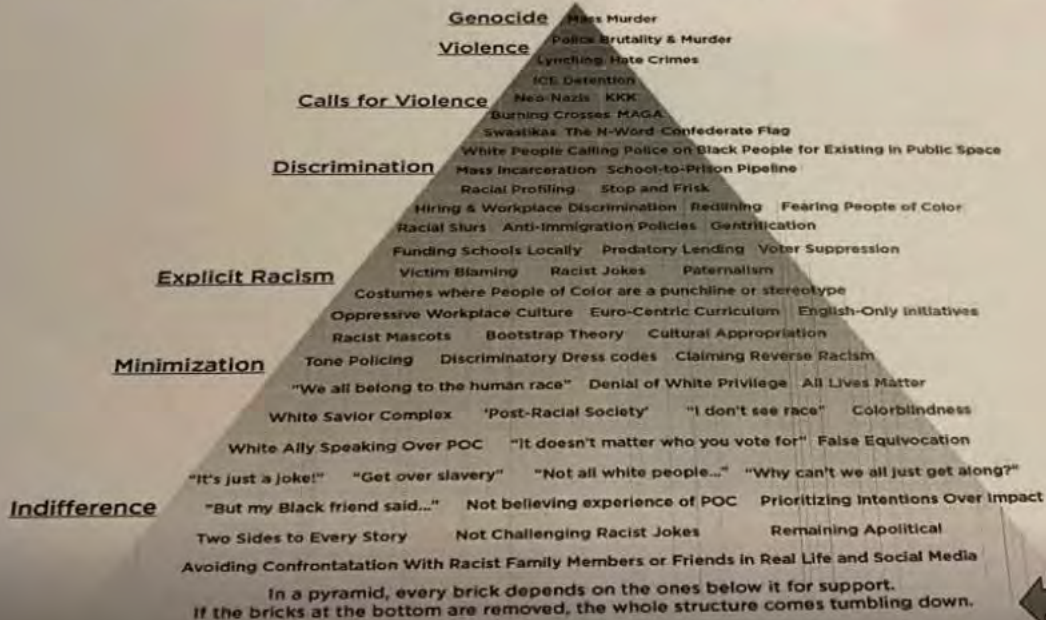 Genocide Mass Murder
Police Brutality & Murder
Violence
Lynching Hate Crimes
ICE Detention
Calls for Violence Neo-Nazis KKK
Burning Crosses MAGA
Swastikas The N-Word Confederate Flag
White People Calling Police on Black People for Existing in Public Space
Discrimination Mass Incarceration School-to-Prison Pipeline
Racial Profiling Stop and Frisk
Hiring & Workplace Discrimination Redlining Fearing People of Color
Racial Slurs Anti-Immigration Policies Gentrification
Funding Schools Locally Predatory Lending Voter Suppression
Explicit Racism Victim Blaming Racist Jokes Paternalism
Costumes where People of Color are a punchline or stereotype
Oppressive Workplace Culture Euro-Centric Curriculum English-Only Initiatives
Racist Mascots Bootstrap Theory Cultural Appropriation
Minimization Tone Policing Discriminatory Dress codes Claiming Reverse Racism
"We all belong to the human race" Denial of White Privilege All Lives Matter
White Savior Complex 'Post-Racial Society' "I don't see race" Colorblindness
White Ally Speaking Over POC "It doesn't matter who you vote for" False Equivocation
"It's just a joke!" "Get over slavery" "Not all white people..." "Why can't we all just get along?"
Indifference "But my Black friend said..." Not believing experience of POC Prioritizing Intentions Over Impact
Two Sides to Every Story Not Challenging Racist Jokes Remaining Apolitical
Avoiding Confrontatation With Racist Family Members or Friends in Real Life and Social Media
In a pyramid, every brick depends on the ones below it for support.
If the bricks at the bottom are removed, the whole structure comes tumbling down.